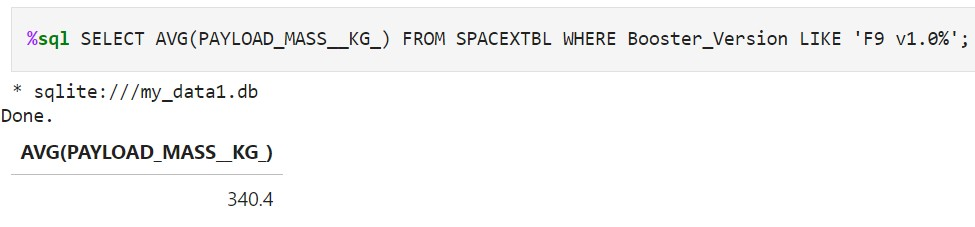 %sql SELECT AVG(PAYLOAD_MASS__KG_) FROM SPACEXTBL WHERE Booster_Version LIKE 'F9 v1.0%';
* sqlite:///my_data1.db
Done.
AVG(PAYLOAD_MASS__KG_)
340.4